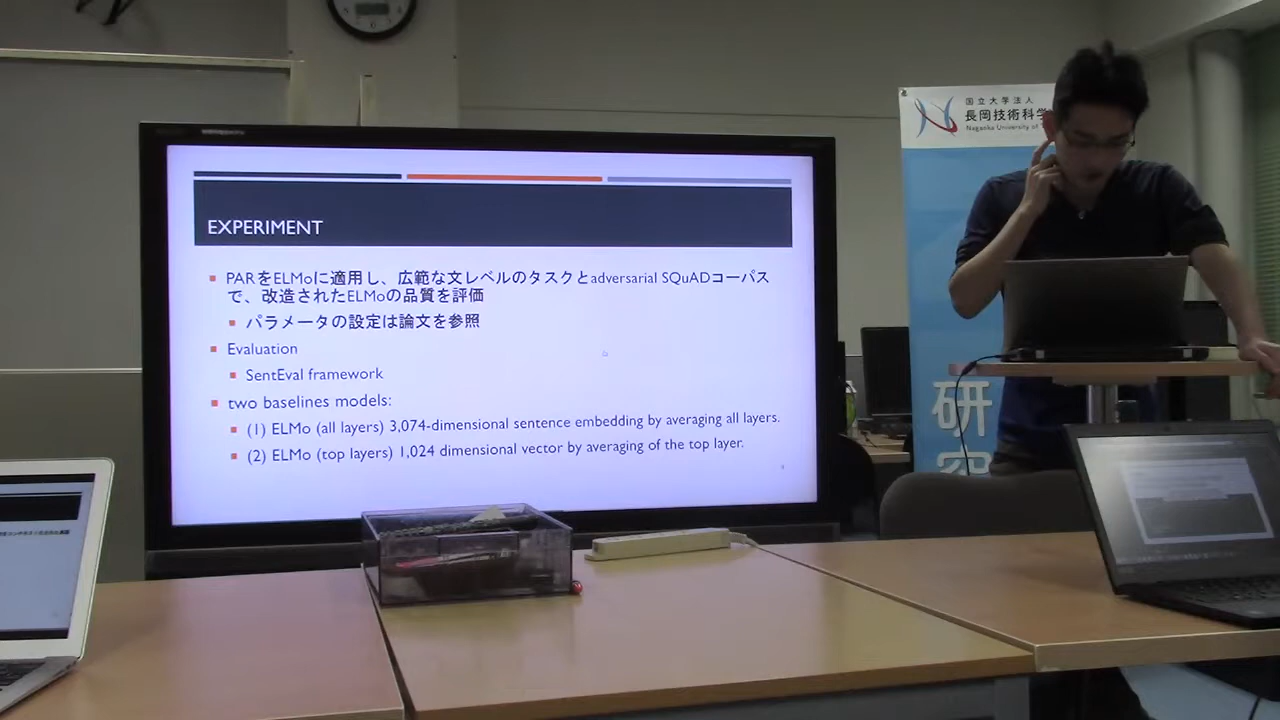 EXPERIMENT
PARをELMoに適用し、広範な文レベルのタスクとadversarial SQuADコーパス
で、改造されたELMoの品質を評価
パラメータの設定は論文を参照
Evaluation
SentEval framework
two baselines models:
(1) ELMo (all layers) 3,074-dimensional sentence embedding by averaging all layers.
(2) ELMo (top layers) 1,024 dimensional vector by averaging of the top layer.
国立大学法人
長岡技術科学
Nagaoka University of
研
究